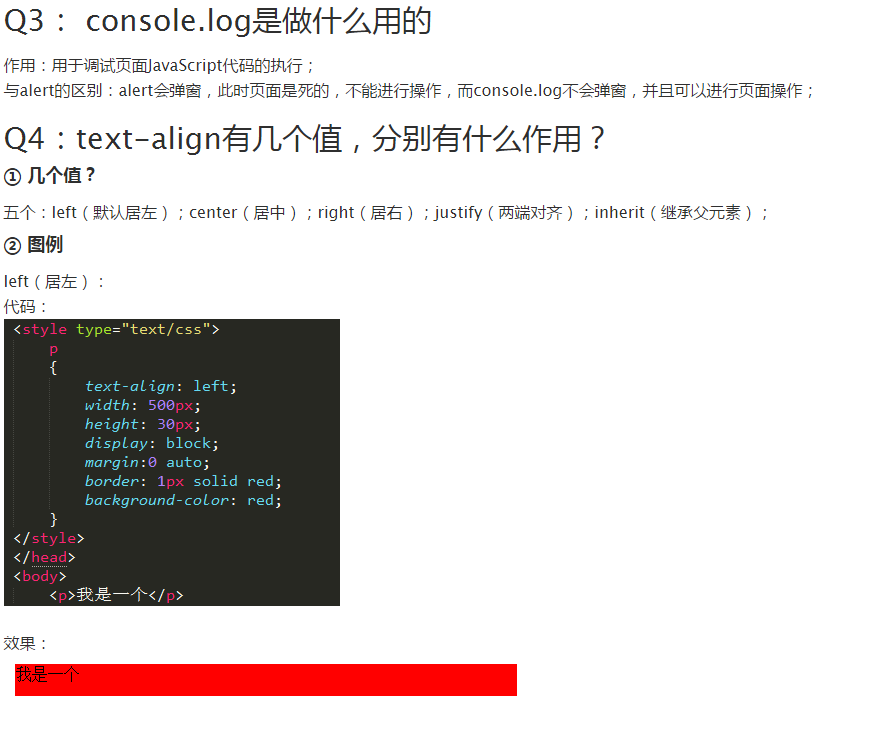 Q3： console.log是做什么用的
作用：用于调试页面JavaScript代码的执行；
与alert的区别：alert会弹窗，此时页面是死的，不能进行操作，而console.log不会弹窗，并且可以进行页面操作；
Q4：text-align有几个值，分别有什么作用？
① 几个值？
五个：left（默认居左）；center（居中）；right（居右）；justify（两端对齐）；inherit（继承父元素）；
② 图例
left（居左）：
代码：
<style type="text/css">
p
{
text-align: left;
width: 500px;
height: 30px;
display: block;
margin:0 auto;
border: 1px solid red;
background-color: red;
}
</style>
</head>
<body>
<p>我是一个</p>
效果：
我是一个